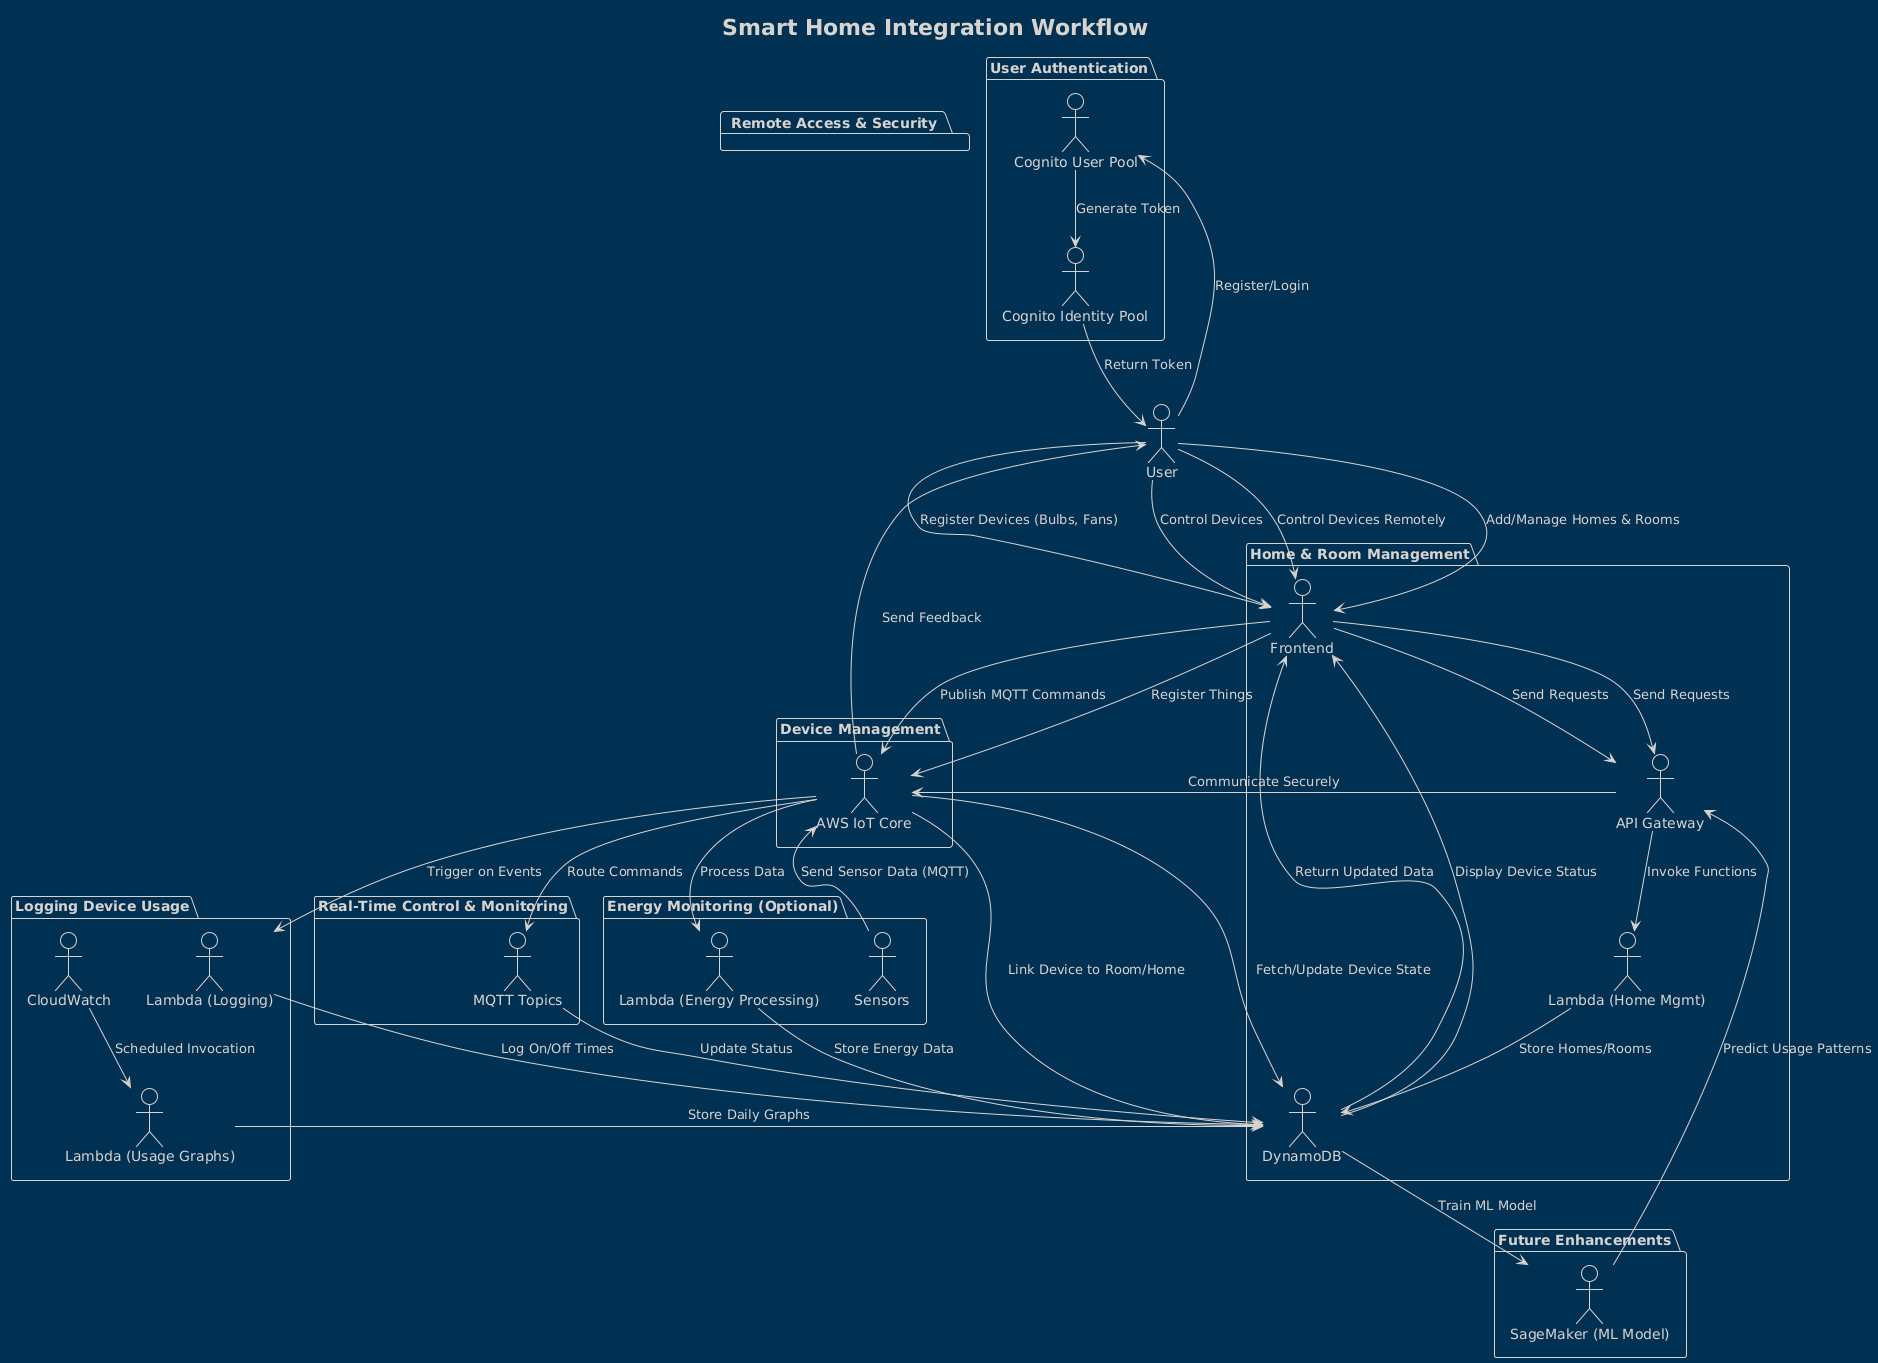 Smart Home Integration Workflow
User Authentication
Remote Access & Security
Cognito User Pool
Generate Token
Register/Login
Cognito Identity Pool
Return Token
User
Register Devices (Bulbs, Fans)
Control Devices
Control Devices Remotely
Add/Manage Homes & Rooms
Home & Room Management
Send Feedback
Frontend
Publish MQTT Commands
Register Things
Send Requests
Send Requests
Device Management
Communicate Securely
AWS IoT Core
API Gateway
Trigger on Events
Route Commands
Process Data
Send Sensor Data (MQTT)
Return Updated Data
Display Device Status
Invoke Functions
Logging Device Usage
Real-Time Control & Monitoring
Energy Monitoring (Optional)
Link Device to Room/Home
Fetch/Update Device State
CloudWatch
Lambda (Logging)
MQTT Topics
Lambda (Energy Processing)
Sensors
Lambda (Home Mgmt)
Scheduled Invocation
Log On/Off Times
Update Status
Store Energy Data
Store Homes/Rooms
Predict Usage Patterns
Store Daily Graphs
Lambda (Usage Graphs)
DynamoDB
Train ML Model
Future Enhancements
SageMaker (ML Model)